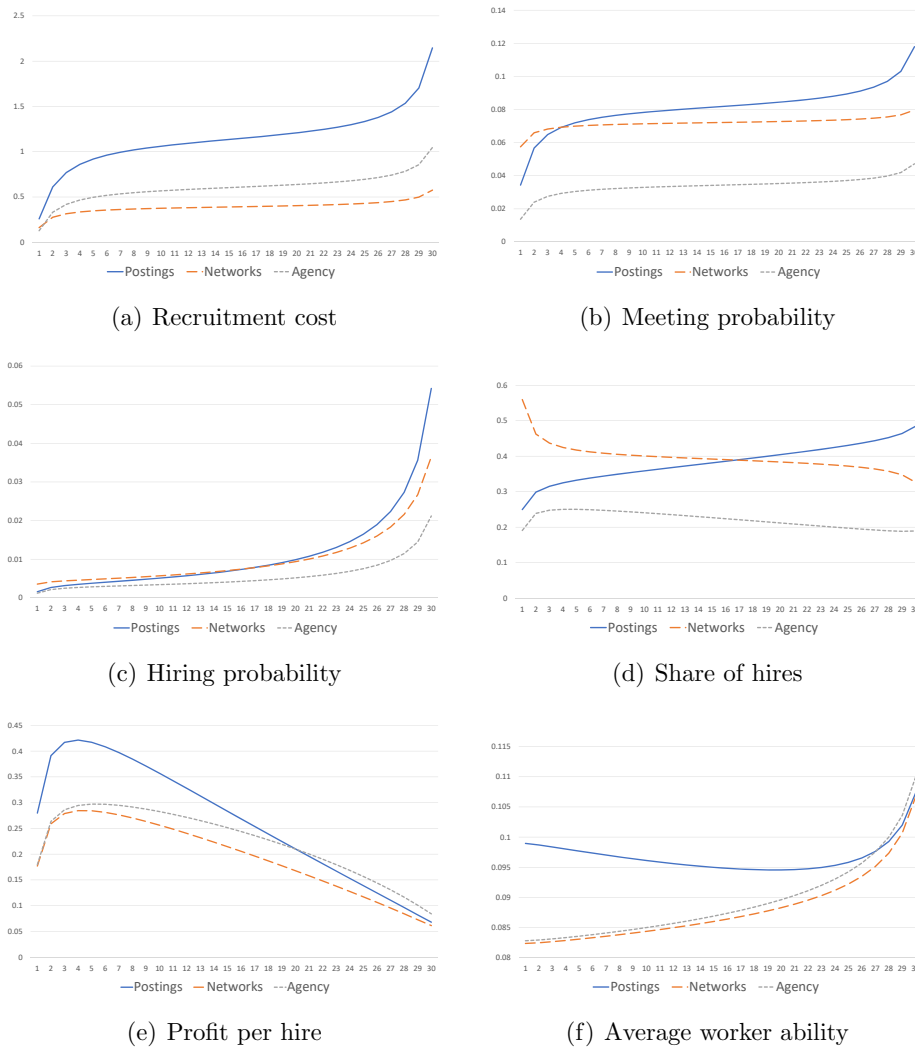 2.5
2
1.5
1
0.5
0
1 2 3 4 5 6 7 8 9 10 11 12 13 14 15 16 17 18 19 20 21 22 23 24 25 26 27 28 29 30
Postings Networks Agency
(a) Recruitment cost
0.14
0.12
0.1
0.08
0.06
0.04
0.02
0
1 2 3 4 5 6 7 8 9 10 11 12 13 14 15 16 17 18 19 20 21 22 23 24 25 26 27 28 29 30
Postings Networks Agency
(b) Meeting probability
0.06
0.05
0.04
0.03
0.02
0.01
0
1 2 3 4 5 6 7 8 9 10 11 12 13 14 15 16 17 18 19 20 21 22 23 24 25 26 27 28 29 30
Postings Networks Agency
(c) Hiring probability
0.6
0.5
0.4
0.3
0.2
0.1
0
1 2 3 4 5 6 7 8 9 10 11 12 13 14 15 16 17 18 19 20 21 22 23 24 25 26 27 28 29 30
Postings Networks Agency
(d) Share of hires
0.45
0.4
0.35
0.3
0.25
0.2
0.15
0.1
0.05
0
1 2 3 4 5 6 7 8 9 10 11 12 13 14 15 16 17 18 19 20 21 22 23 24 25 26 27 28 29 30
Postings Networks Agency
(e) Profit per hire
0.115
0.11
0.105
0.1
0.095
0.09
0.085
0.08
1 2 3 4 5 6 7 8 9 10 11 12 13 14 15 16 17 18 19 20 21 22 23 24 25 26 27 28 29 30
Postings Networks Agency
(f) Average worker ability